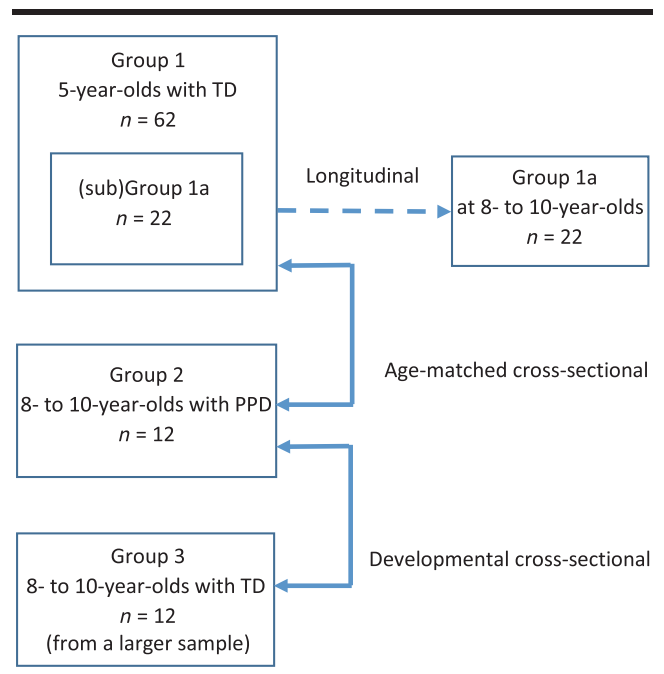 Group 1
5-year-olds with TD
n = 62
(sub)Group 1a
n = 22
Longitudinal
Group 1a
at 8- to 10-year-olds
n = 22
Age-matched cross-sectional
Group 2
8- to 10-year-olds with PPD
n = 12
Developmental cross-sectional
Group 3
8- to 10-year-olds with TD
n = 12
(from a larger sample)